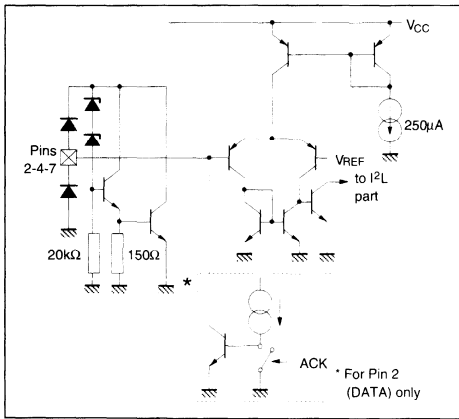 VCC
250μA
Pins
2-4-7
VREF
to I²L
part
20kΩ
150Ω
*
ACK
* For Pin 2
(DATA) only